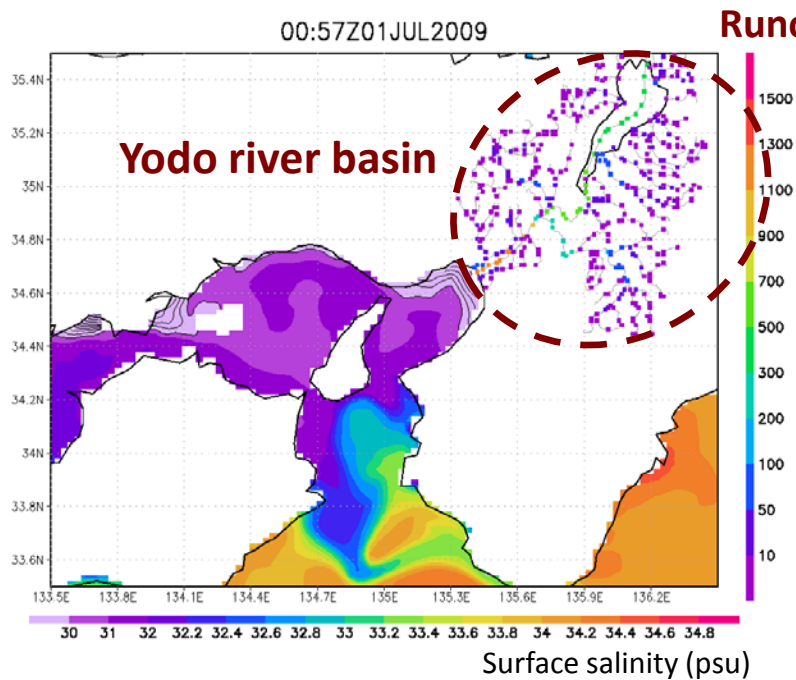 00:57Z01JUL2009
Yodo river basin
35.4N
35.2N
35N
34.8N
34.6N
34.4N
34.2N
34N
33.8N
33.6N
133.5E 133.8E 134.1E 134.4E 134.7E 135E 135.3E 135.6E 135.9E 136.2E
1500
1300
1100
900
700
500
300
200
100
50
10
30 31 32 32.2 32.4 32.6 32.8 33 33.2 33.4 33.6 33.8 34 34.2 34.4 34.6 34.8
Surface salinity (psu)